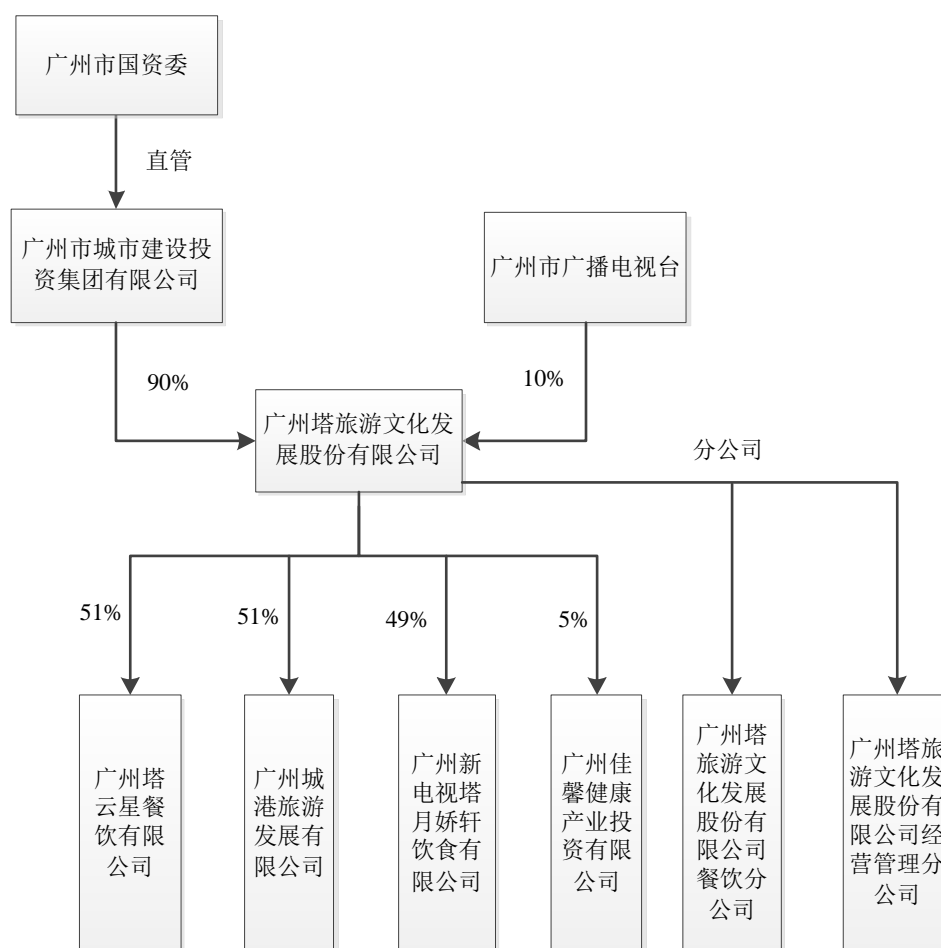 广州市国资委
直管
广州市城市建设投
资集团有限公司
广州市广播电视台
90%
10%
广州塔旅游文化发
展股份有限公司
分公司
51%
51%
49%
5%
广州塔
云星餐
饮有限
公司
广州城
港旅游
发展有
限公司
广州新
电视塔
月娇轩
饮食有
限公司
广州佳
馨健康
产业投
资有限
公司
广州塔
旅游文
化发展
股份有
限公司
餐饮分
公司
广州塔旅
游文化发
展股份有
限公司经
营管理分
公司